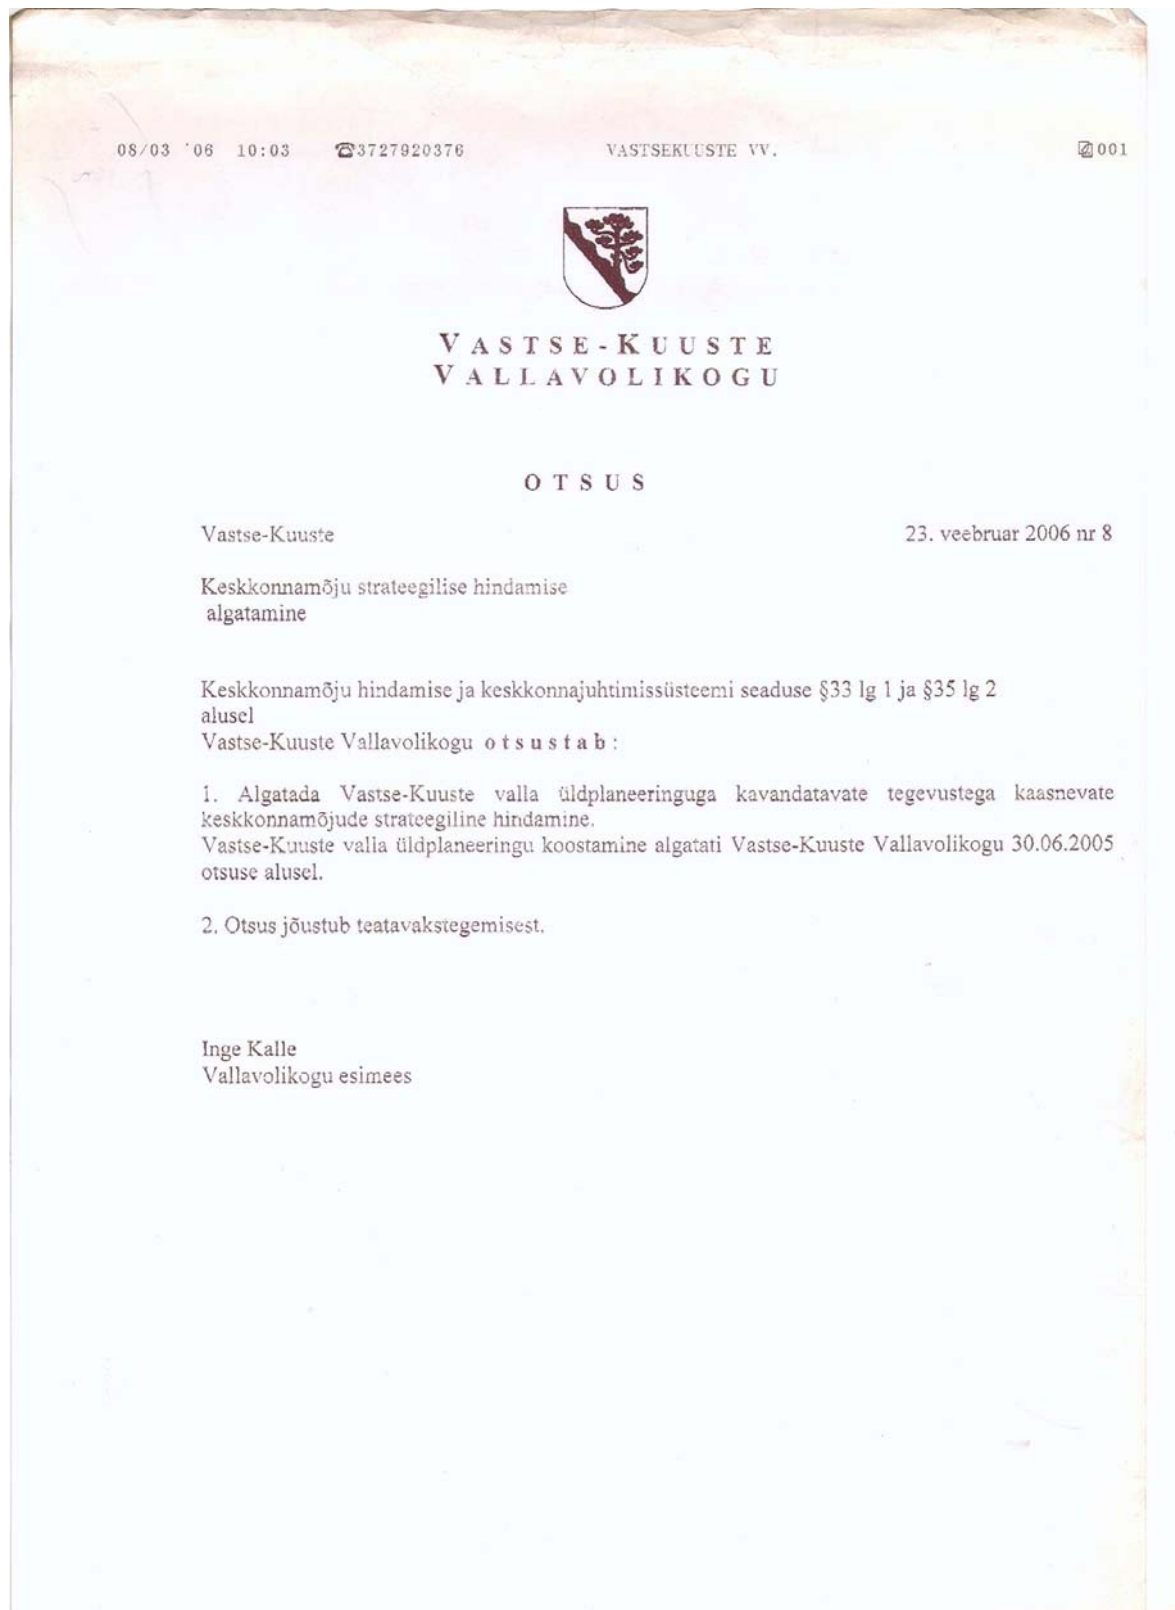 08/03 '06 10:03 ☎3727920376 VASTSEKUUSTE VV. 001
VASTSE-KUUSTE
VALLAVOLIKOGU
OTSUS
Vastse-Kuuste 23. veebruar 2006 nr 8
Keskkonnamõju strateegilise hindamise
algatamine
Keskkonnamõju hindamise ja keskkonnajuhtimissüsteemi seaduse §33 lg 1 ja §35 lg 2
alusel
Vastse-Kuuste Vallavolikogu otsustab:
1. Algatada Vastse-Kuuste valla üldplaneeringuga kavandatavate tegevustega kaasnevate
keskkonnamõjude strateegiline hindamine.
Vastse-Kuuste valla üldplaneeringu koostamine algatati Vastse-Kuuste Vallavolikogu 30.06.2005
otsuse alusel.
2. Otsus jõustub teatavakstegemisest.
Inge Kalle
Vallavolikogu esimees